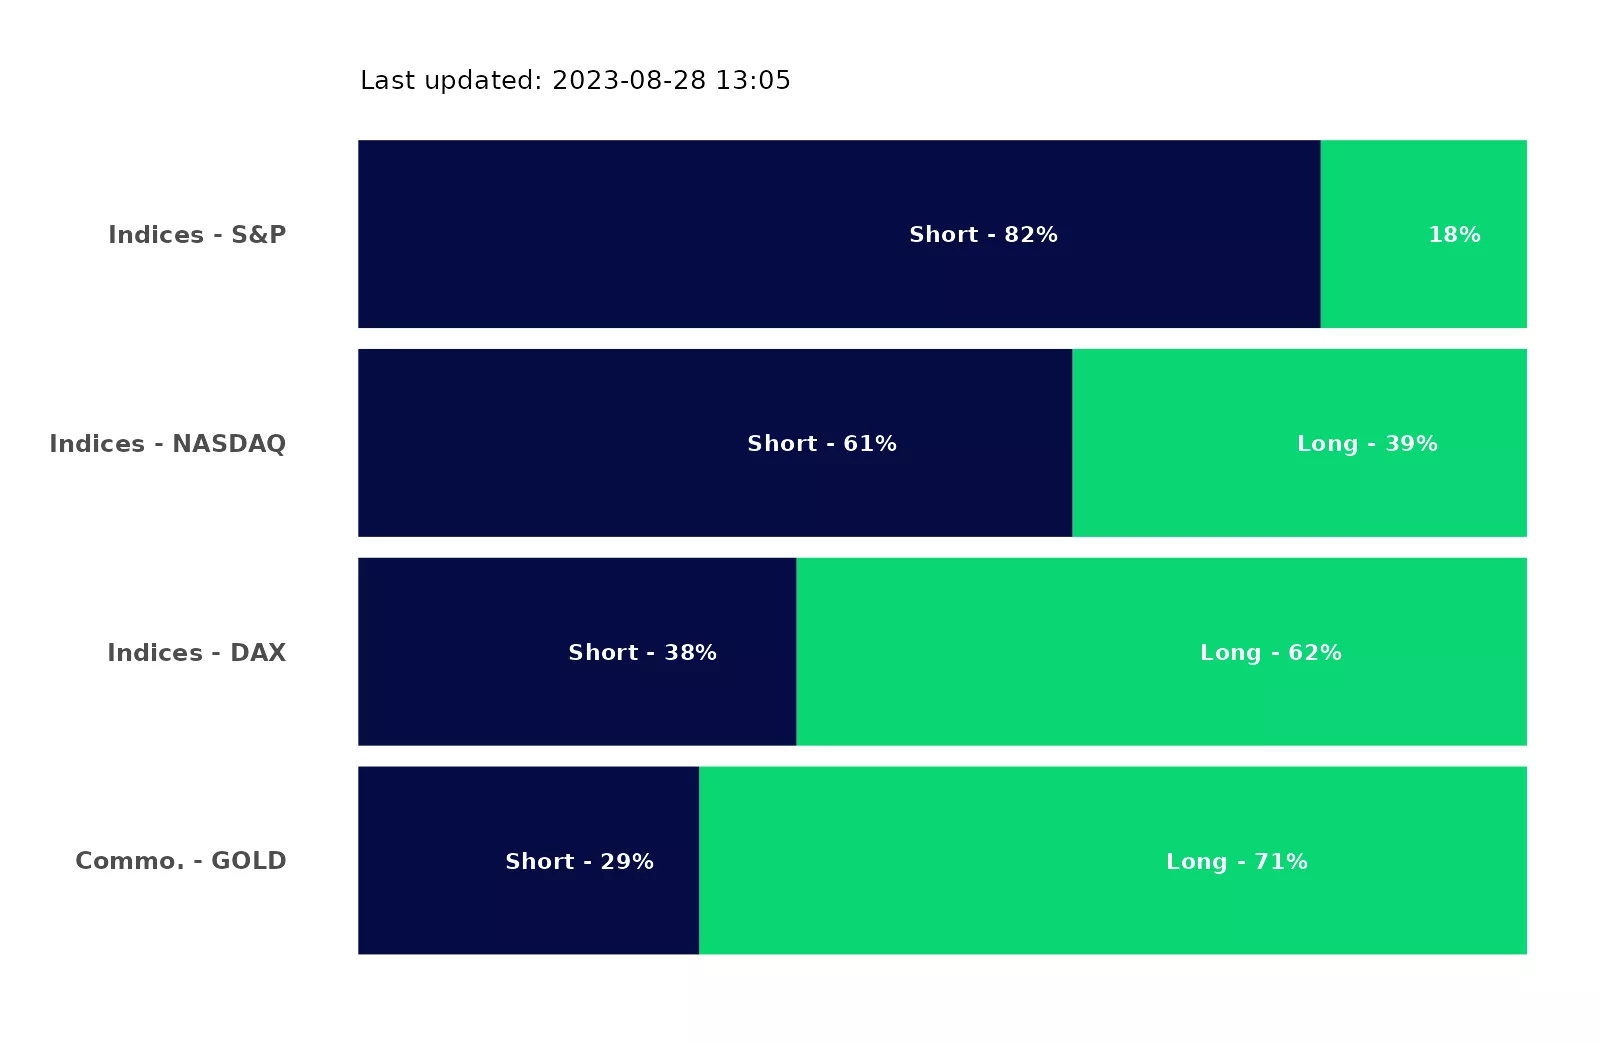 Last updated: 2023-08-28 13:05
Indices - S&P
Short - 82%
18%
Indices - NASDAQ
Short - 61%
Long - 39%
Indices - DAX
Short - 38%
Long - 62%
Commo. - GOLD
Short - 29%
Long - 71%